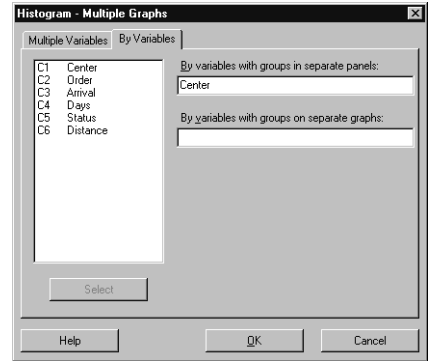 Histogram - Multiple Graphs
Multiple Variables By Variables
C1 Center
C2 Order
C3 Arrival
C4 Days
C5 Status
C6 Distance
By variables with groups in separate panels:
Center
By variables with groups on separate graphs:
Select
Help OK Cancel